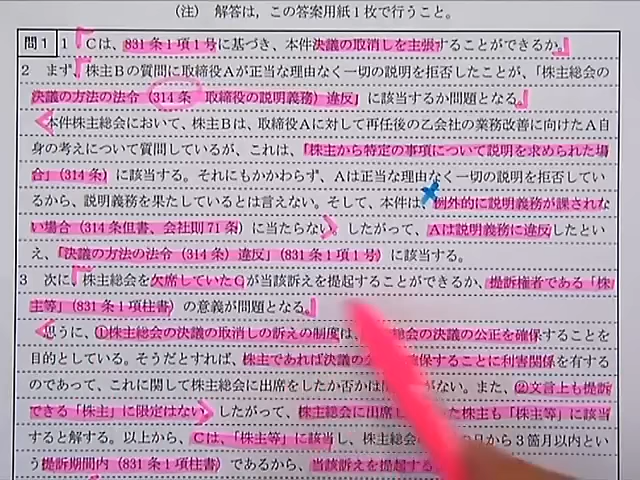 (注) 解答は，この答案用紙１枚で行うこと。
問１ １ Ｃは、831条１項１号に基づき、本件決議の取消しを主張することができるか。
２ まず、株主Ｂの質問に取締役Ａが正当な理由なく一切の説明を拒否したことが、「株主総会の
決議の方法の法令（314条 取締役の説明義務）違反」に該当するか問題となる。
本件株主総会において、株主Ｂは、取締役Ａに対して再任後の乙会社の業務改善に向けたＡ自
身の考えについて質問しているが、これは、「株主から特定の事項について説明を求められた場
合」（314条）に該当する。それにもかかわらず、Ａは正当な理由なく一切の説明を拒否してい
るから、説明義務を果たしているとは言えない。そして、本件は、例外的に説明義務が課されな
い場合（314条但書、会社則71条）に当たらない。したがって、Ａは説明義務に違反したとい
え、「決議の方法の法令（314条）違反」（831条１項１号）に該当する。
３ 次に、株主総会を欠席していたＣが当該訴えを提起することができるか、提訴権者である「株
主等」（831条１項柱書）の意義が問題となる。
思うに、①株主総会の決議の取消しの訴えの制度は、総会の決議の公正を確保することを
目的としている。そうだとすれば、株主であれば決議の公 確保することに利害関係を有する
のであって、これに関して株主総会に出席をしたか否かは がない。また、②文言上も提訴
できる「株主」に限定はない。したがって、株主総会に出席し た株主も「株主等」に該当
すると解する。以上から、Ｃは、「株主等」に該当し、株主総会 の日から３箇月以内とい
う提訴期間内（831条１項柱書）であるから、当該訴えを提起する